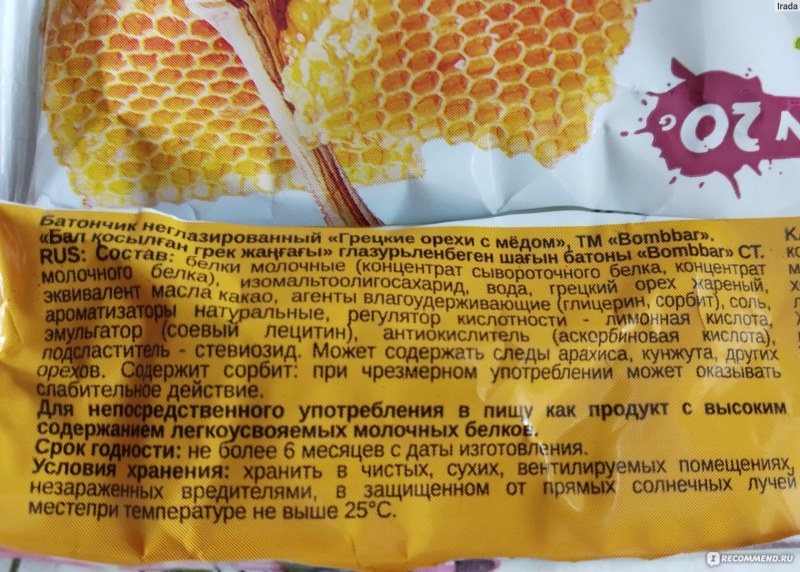 Irada
N 20 G
Батончик неглазированный «Грецкие орехи с мёдом», ТМ «Bombbar».
«Бал қосылған грек жаңғағы» глазурьленбеген шағын батоны «Bombbar» СТ.
RUS: Состав: белки молочные (концентрат сывороточного белка, концентрат
молочного белка), изомальтоолигосахарид, вода, грецкий орех жареный,
эквивалент масла какао, агенты влагоудерживающие (глицерин, сорбит), соль,
ароматизаторы натуральные, регулятор кислотности - лимонная кислота,
эмульгатор (соевый лецитин), антиокислитель (аскорбиновая кислота),
подсластитель - стевиозид. Может содержать следы арахиса, кунжута, других
орехов. Содержит сорбит: при чрезмерном употреблении может оказывать
слабительное действие.
Для непосредственного употребления в пищу как продукт с высоким
содержанием легкоусвояемых молочных белков.
Срок годности: не более 6 месяцев с даты изготовления.
Условия хранения: хранить в чистых, сухих, вентилируемых помещениях,
незараженных вредителями, в защищенном от прямых солнечных лучей
местепри температуре не выше 25°С.
RECOMMEND.RU